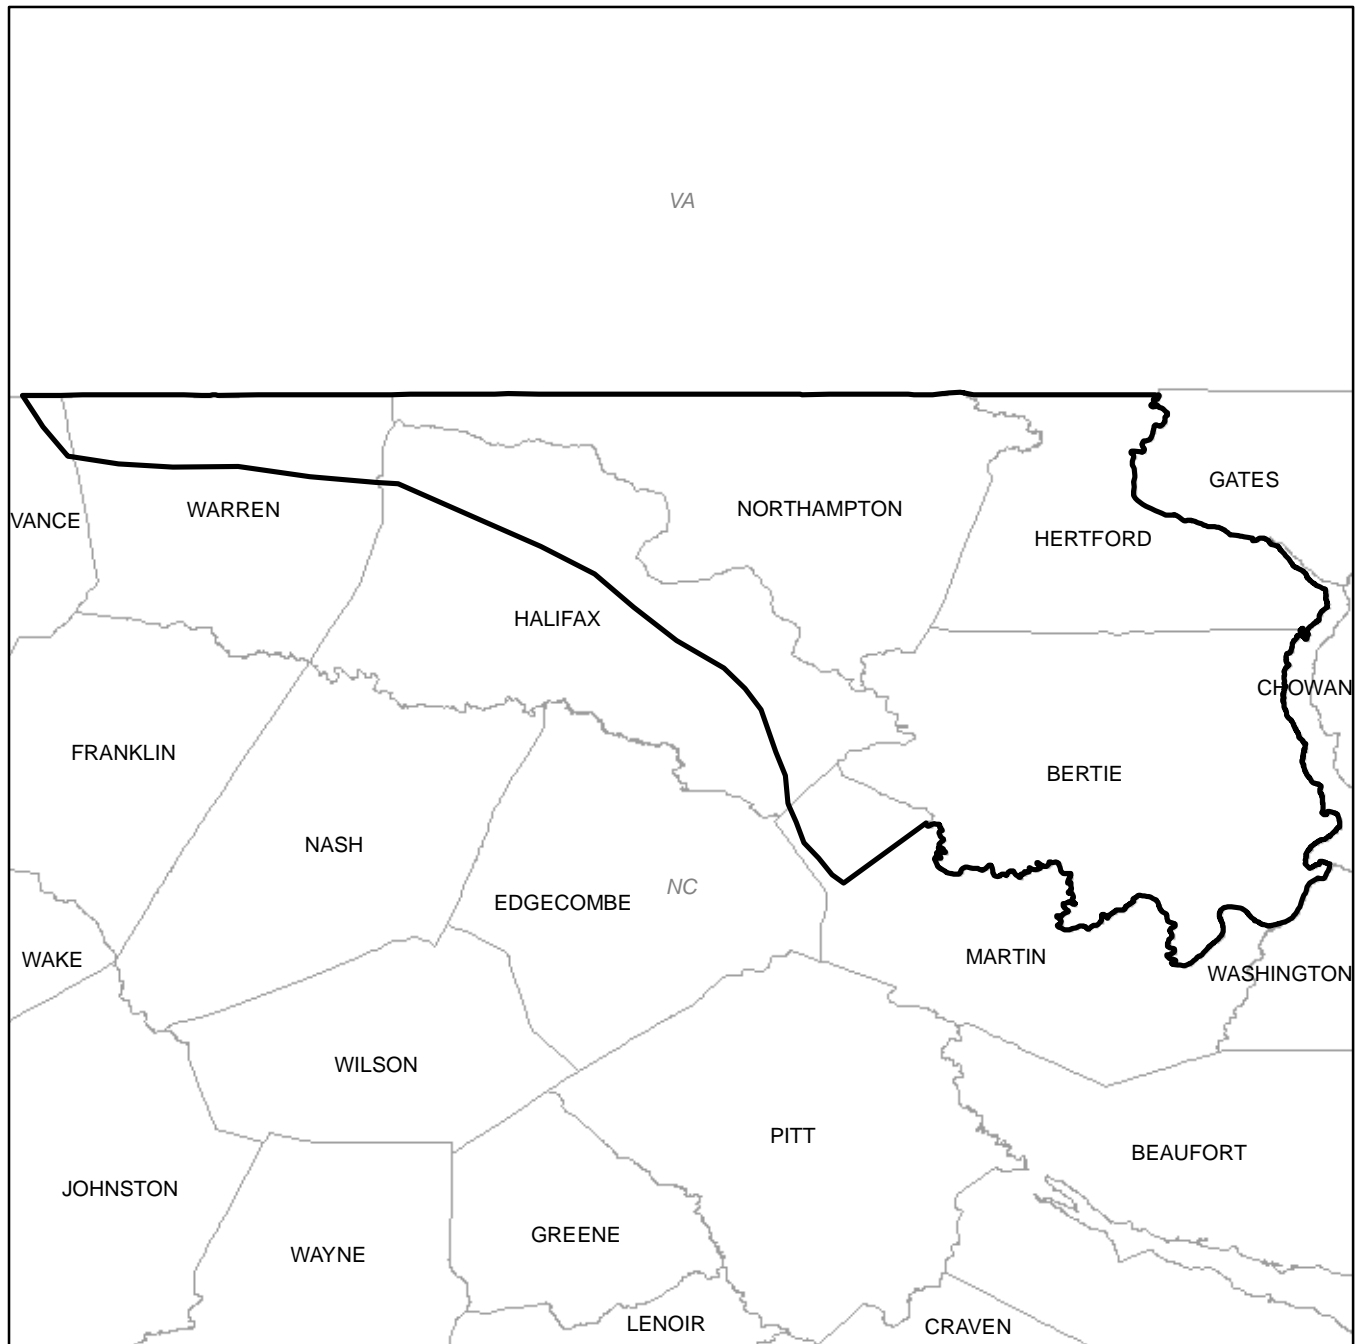 VA
GATES
NORTHAMPTON
WARREN
VANCE
HERTFORD
HALIFAX
CHOWAN
FRANKLIN
BERTIE
NASH
NC
EDGECOMBE
MARTIN
WAKE
WASHINGTON
WILSON
PITT
BEAUFORT
JOHNSTON
GREENE
WAYNE
LENOIR
CRAVEN